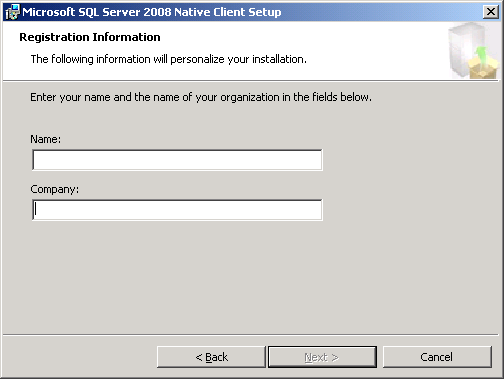 Microsoft SQL Server 2008 Native Client Setup
Registration Information
The following information will personalize your installation.
Enter your name and the name of your organization in the fields below.
Name:
Company:
< Back
Next >
Cancel